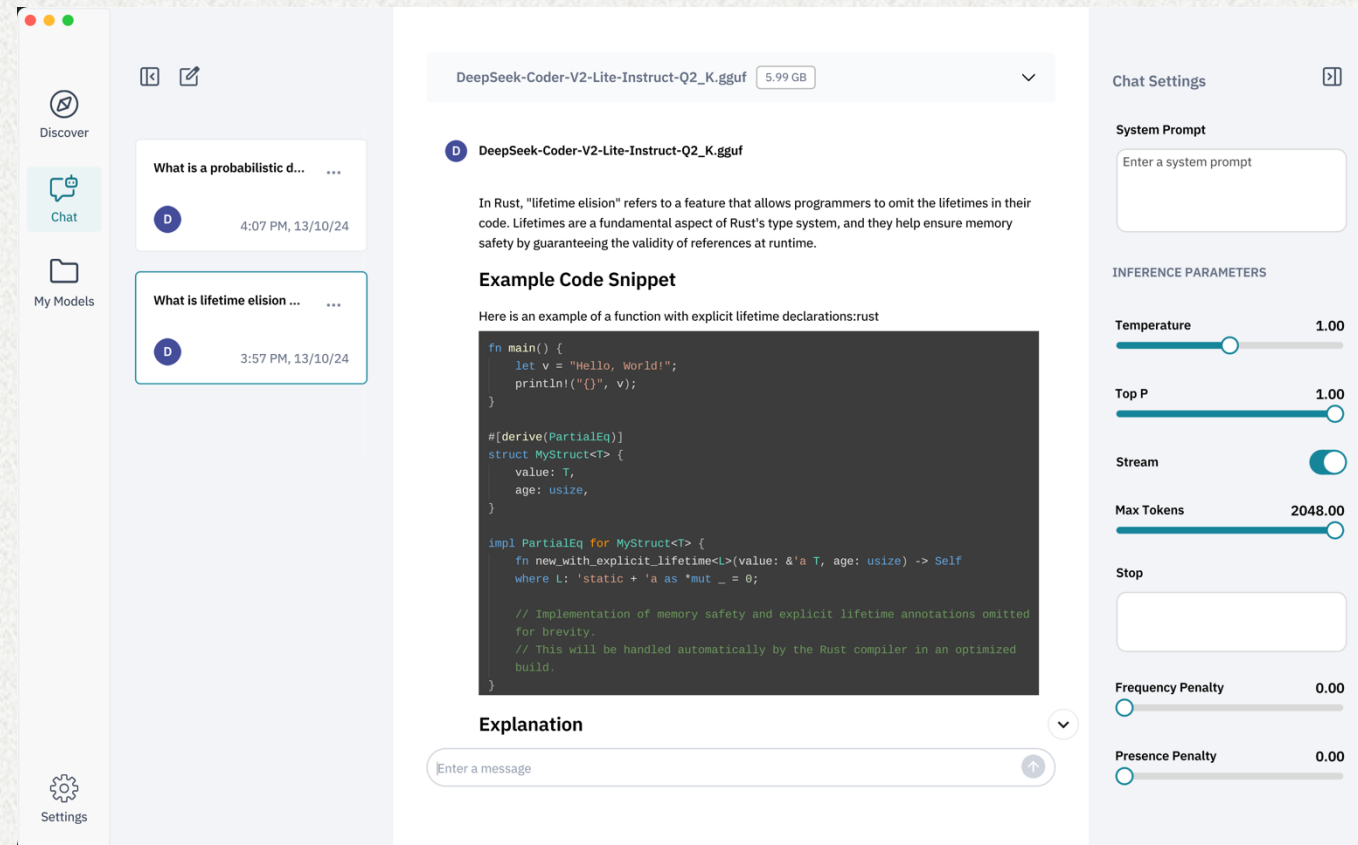 Discover
Chat
My Models
Settings
What is a probabilistic d...
D
4:07 PM, 13/10/24
What is lifetime elision ...
D
3:57 PM, 13/10/24
DeepSeek-Coder-V2-Lite-Instruct-Q2_K.gguf 5.99 GB
D DeepSeek-Coder-V2-Lite-Instruct-Q2_K.gguf
In Rust, "lifetime elision" refers to a feature that allows programmers to omit the lifetimes in their
code. Lifetimes are a fundamental aspect of Rust's type system, and they help ensure memory
safety by guaranteeing the validity of references at runtime.
Example Code Snippet
Here is an example of a function with explicit lifetime declarations:rust
fn main() {
    let v = "Hello, World!";
    println!("{}", v);
}
#[derive(PartialEq)]
struct MyStruct<T> {
    value: T,
    age: usize,
}
impl PartialEq for MyStruct<T> {
    fn new_with_explicit_lifetime<L>(value: &'a T, age: usize) -> Self
    where L: 'static + 'a as *mut _ = 0;
    // Implementation of memory safety and explicit lifetime annotations omitted
    for brevity.
    // This will be handled automatically by the Rust compiler in an optimized
    build.
}
Explanation
Enter a message
Chat Settings
System Prompt
Enter a system prompt
INFERENCE PARAMETERS
Temperature 1.00
Top P 1.00
Stream
Max Tokens 2048.00
Stop
Frequency Penalty 0.00
Presence Penalty 0.00